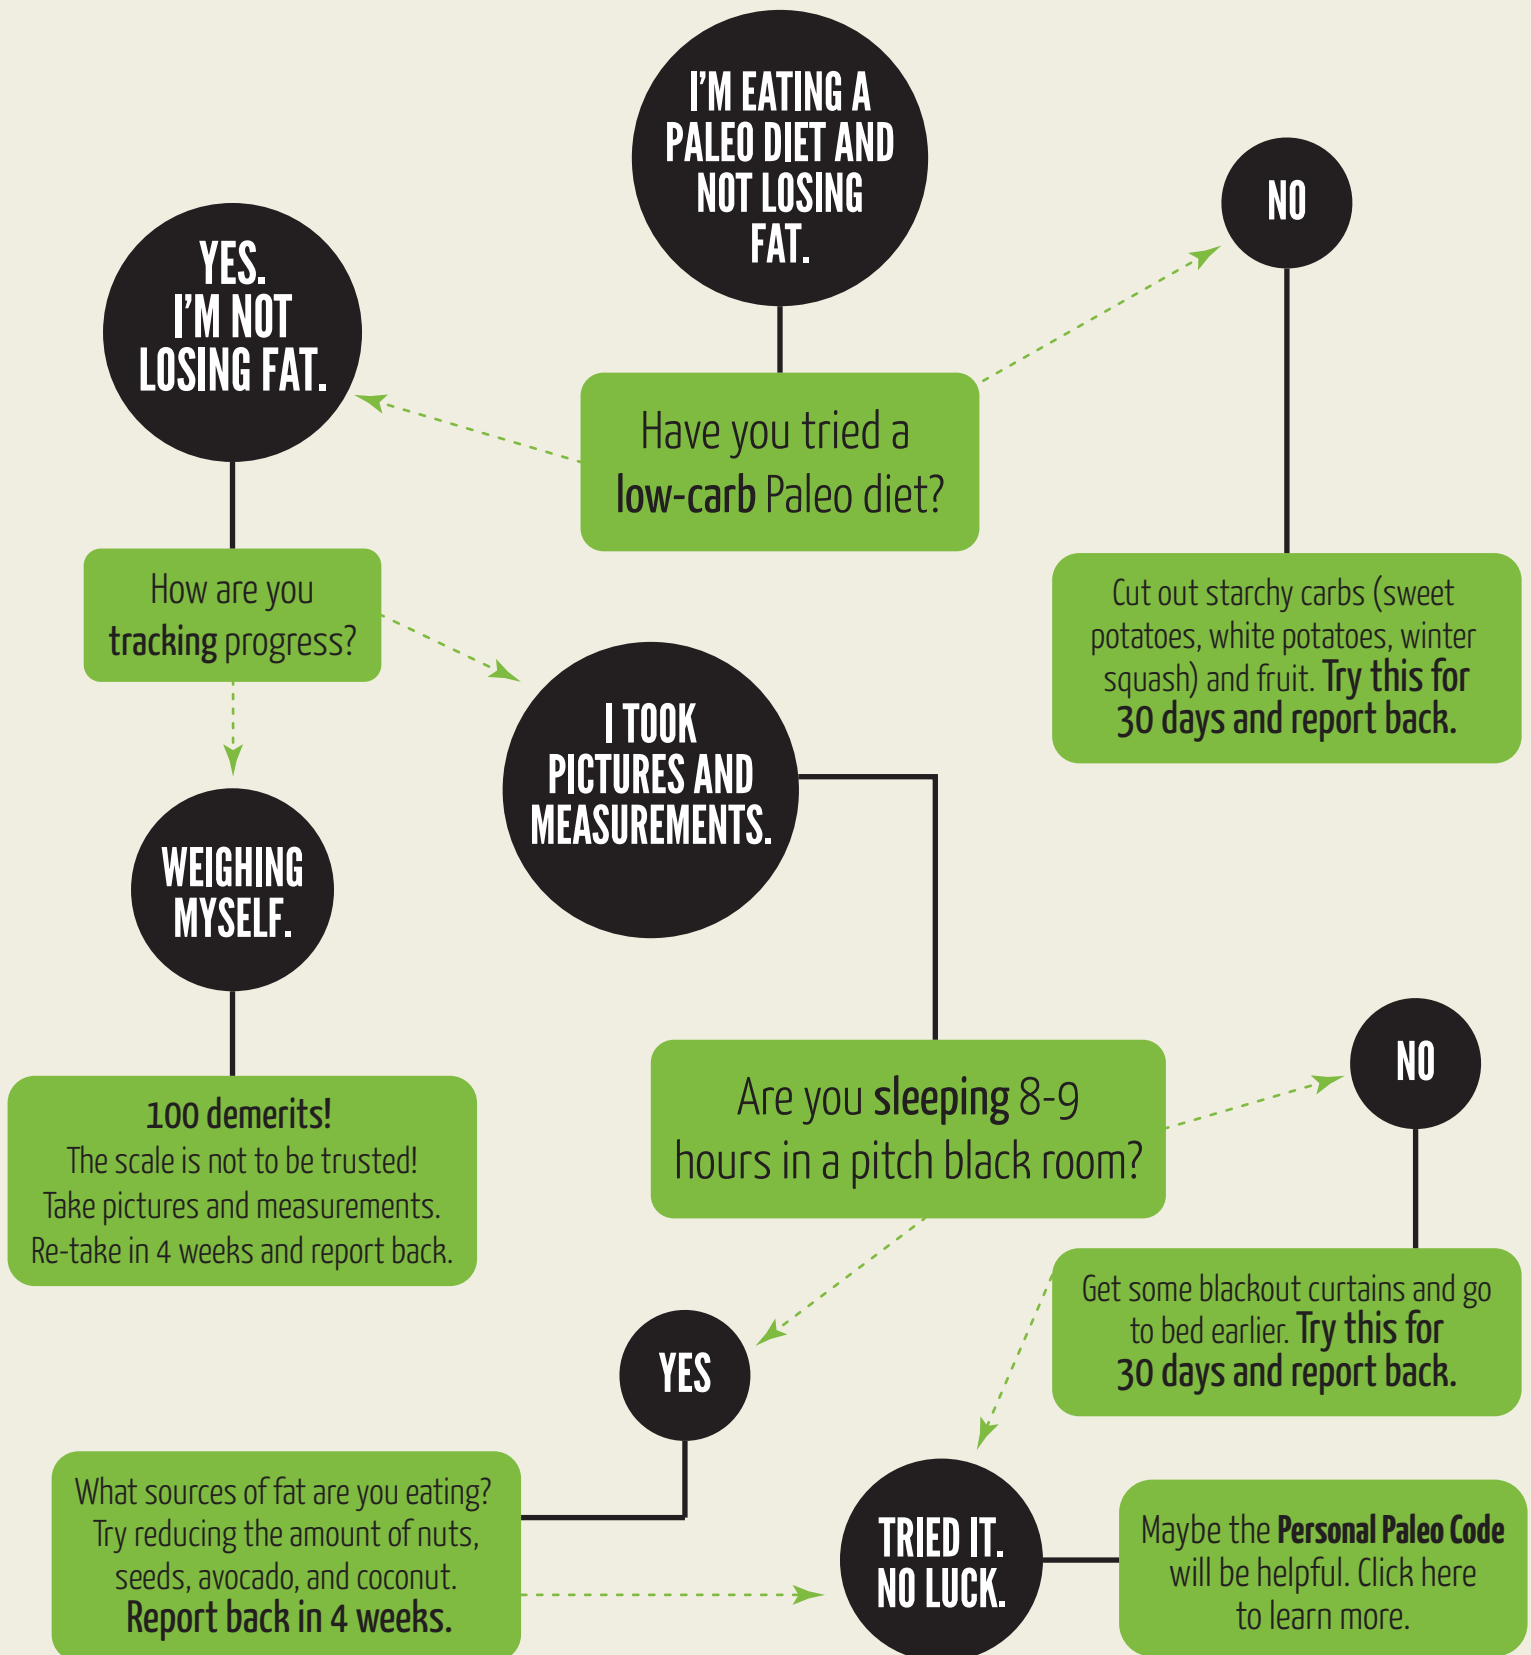 I'M EATING A
PALEO DIET AND
NOT LOSING
FAT.
NO
YES.
I'M NOT
LOSING FAT.
Have you tried a
low-carb Paleo diet?
How are you
tracking progress?
Cut out starchy carbs (sweet
potatoes, white potatoes, winter
squash) and fruit. Try this for
30 days and report back.
I TOOK
PICTURES AND
MEASUREMENTS.
WEIGHING
MYSELF.
100 demerits!
The scale is not to be trusted!
Take pictures and measurements.
Re-take in 4 weeks and report back.
Are you sleeping 8-9
hours in a pitch black room?
NO
Get some blackout curtains and go
to bed earlier. Try this for
30 days and report back.
YES
What sources of fat are you eating?
Try reducing the amount of nuts,
seeds, avocado, and coconut.
Report back in 4 weeks.
TRIED IT.
NO LUCK.
Maybe the Personal Paleo Code
will be helpful. Click here
to learn more.